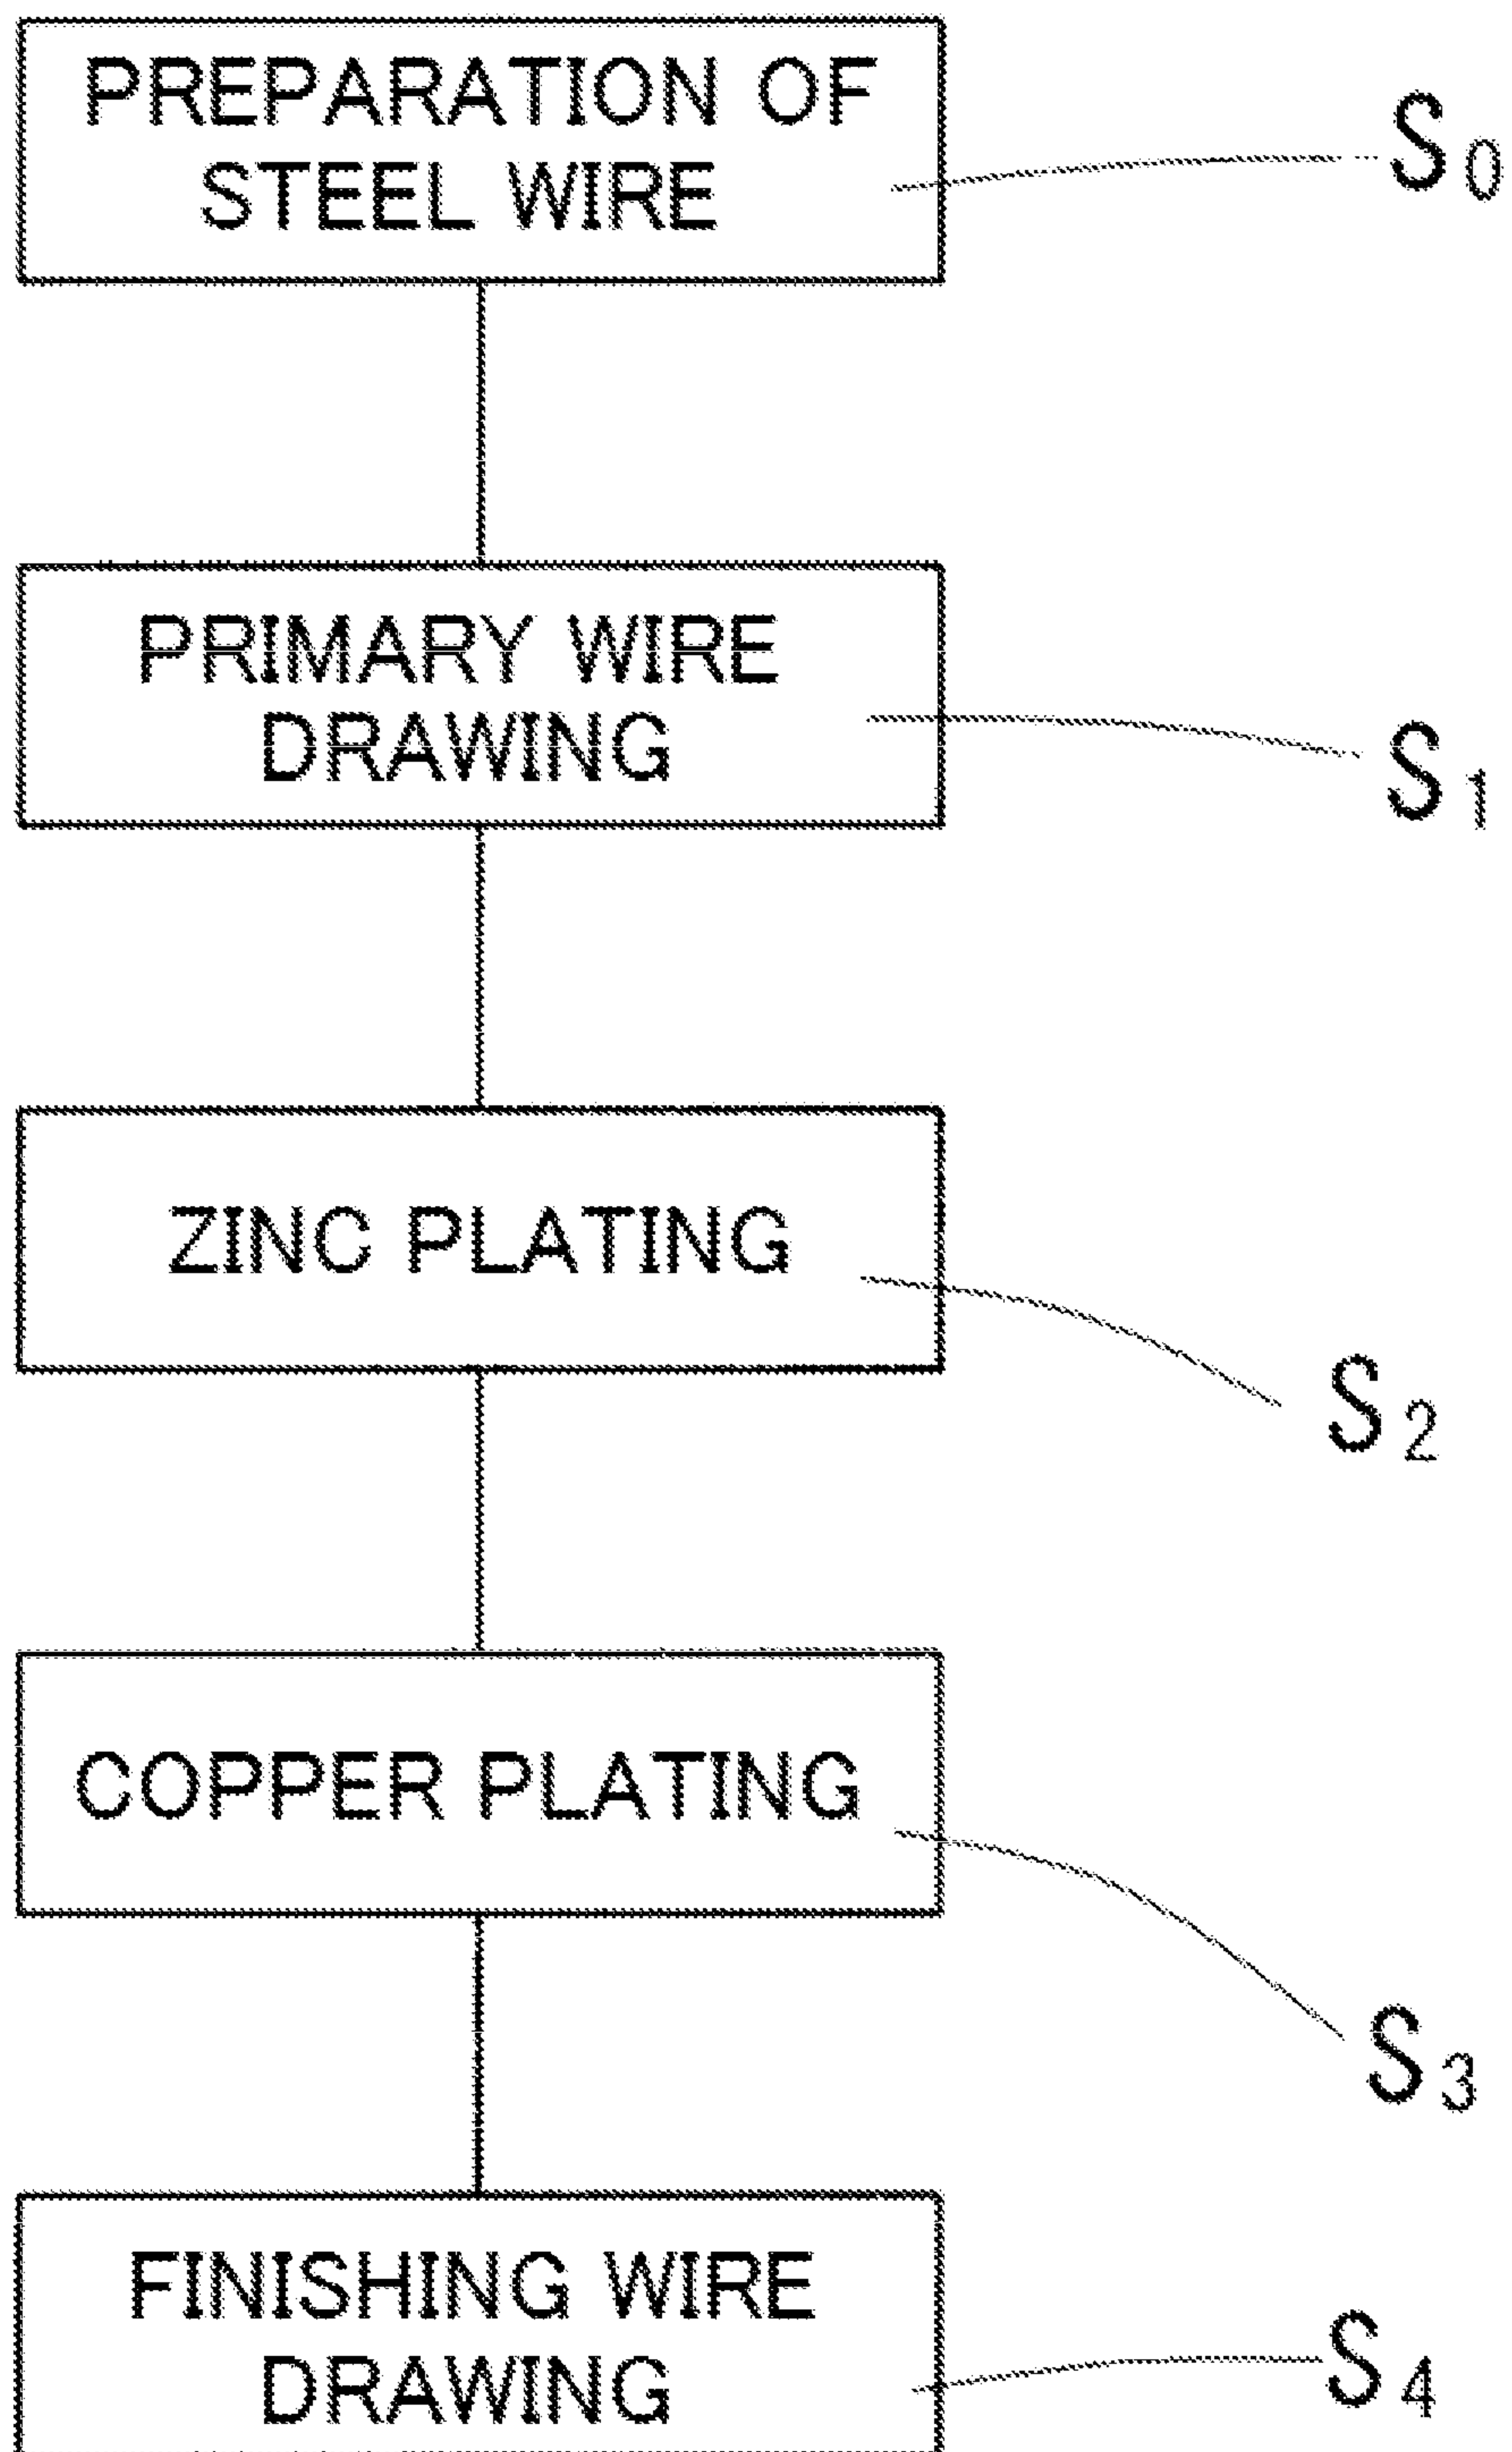 PREPARATION OF
STEEL WIRE
S0
PRIMARY WIRE
DRAWING
S1
ZINC PLATING
S2
COPPER PLATING
S3
FINISHING WIRE
DRAWING
S4